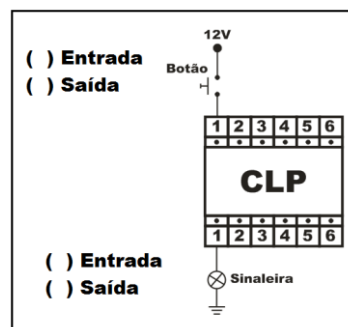 12V
( ) Entrada
( ) Saída
Botão
1 2 3 4 5 6
CLP
1 2 3 4 5 6
( ) Entrada
( ) Saída
Sinaleira